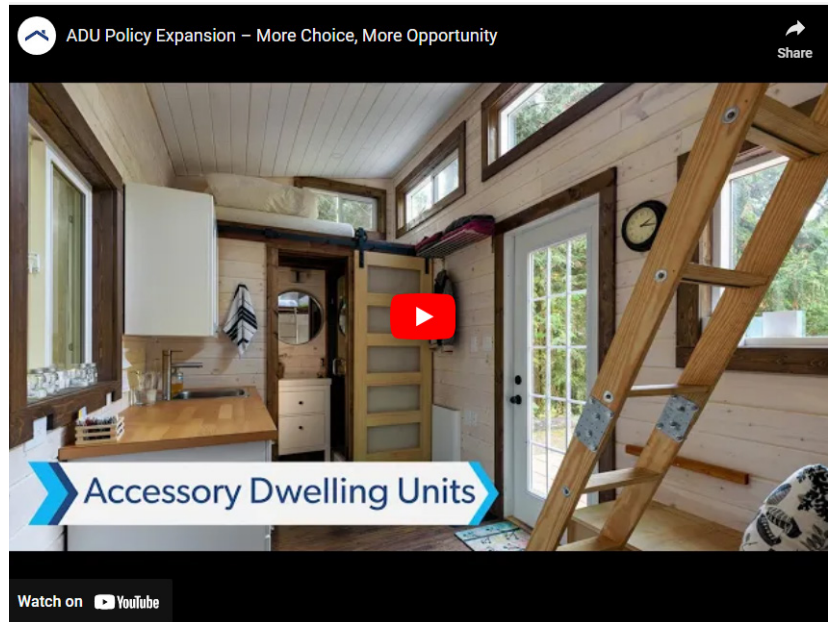 ADU Policy Expansion – More Choice, More Opportunity
Share
Accessory Dwelling Units
Watch on YouTube